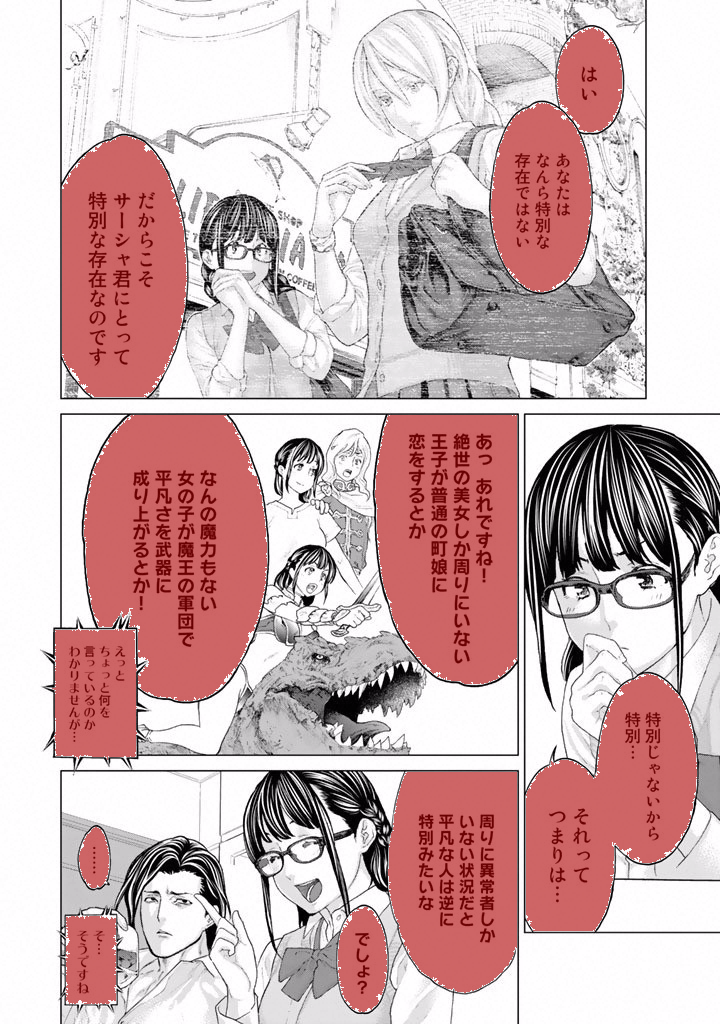 はい
あなたは
なんら特別な
存在ではない
だからこそ
サーシャ君にとって
特別な存在なのです
SHOP
COFFEE
特別じゃないから
特別…
それって
つまりは…
あっ あれですね!
絶世の美女しか周りにいない
王子が普通の町娘に
恋をするとか
なんの魔力もない
女の子が魔王の軍団で
平凡さを武器に
成り上がるとか!
えっと
ちょっと何を
言っているのか
わかりませんが…
周りに異常者しか
いない状況だと
平凡な人は逆に
特別みたいな
でしょ?
……
そ…
そうですね